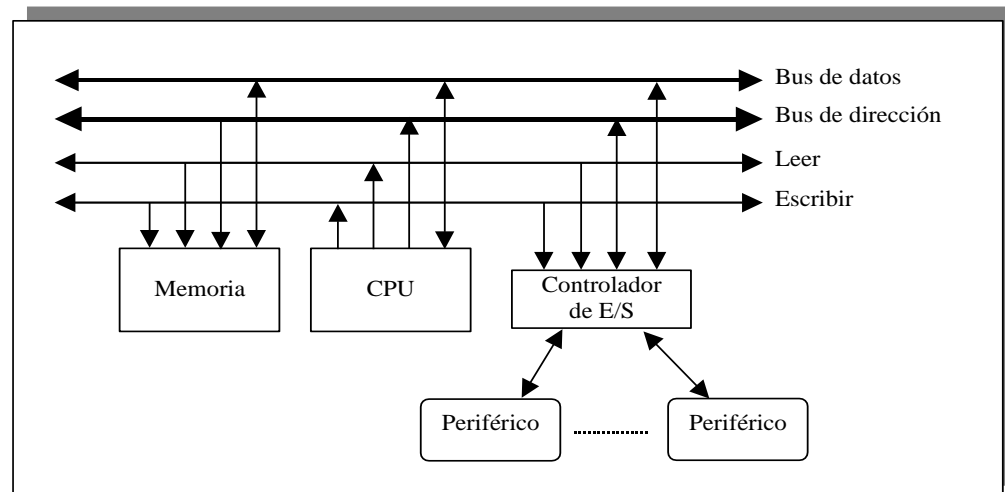 Bus de datos
Bus de dirección
Leer
Escribir
Memoria
CPU
Controlador
de E/S
Periférico
Periférico